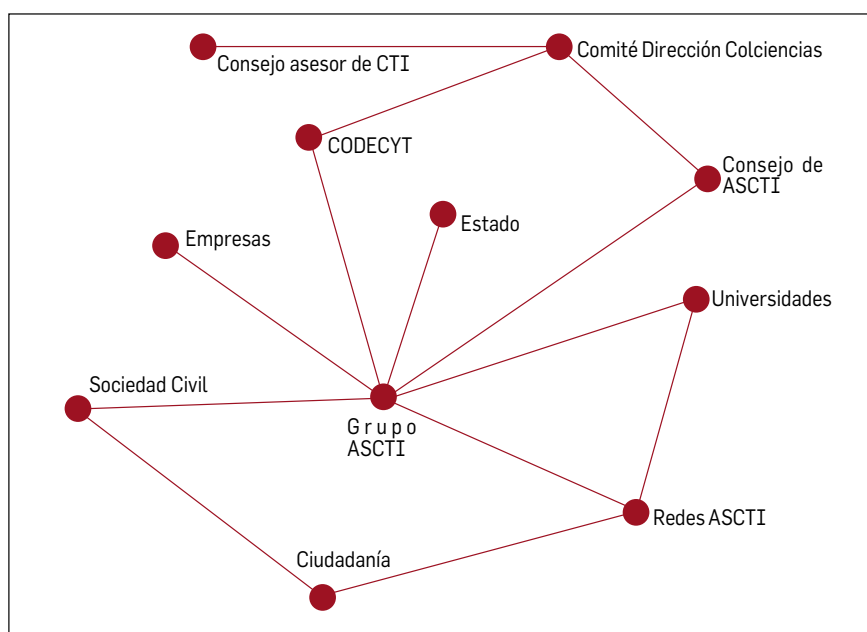 Comité Dirección Colciencias
Consejo asesor de CTI
CODECYT
Consejo de
ASCTI
Estado
Empresas
Universidades
Sociedad Civil
Grupo
ASCTI
Redes ASCTI
Ciudadanía